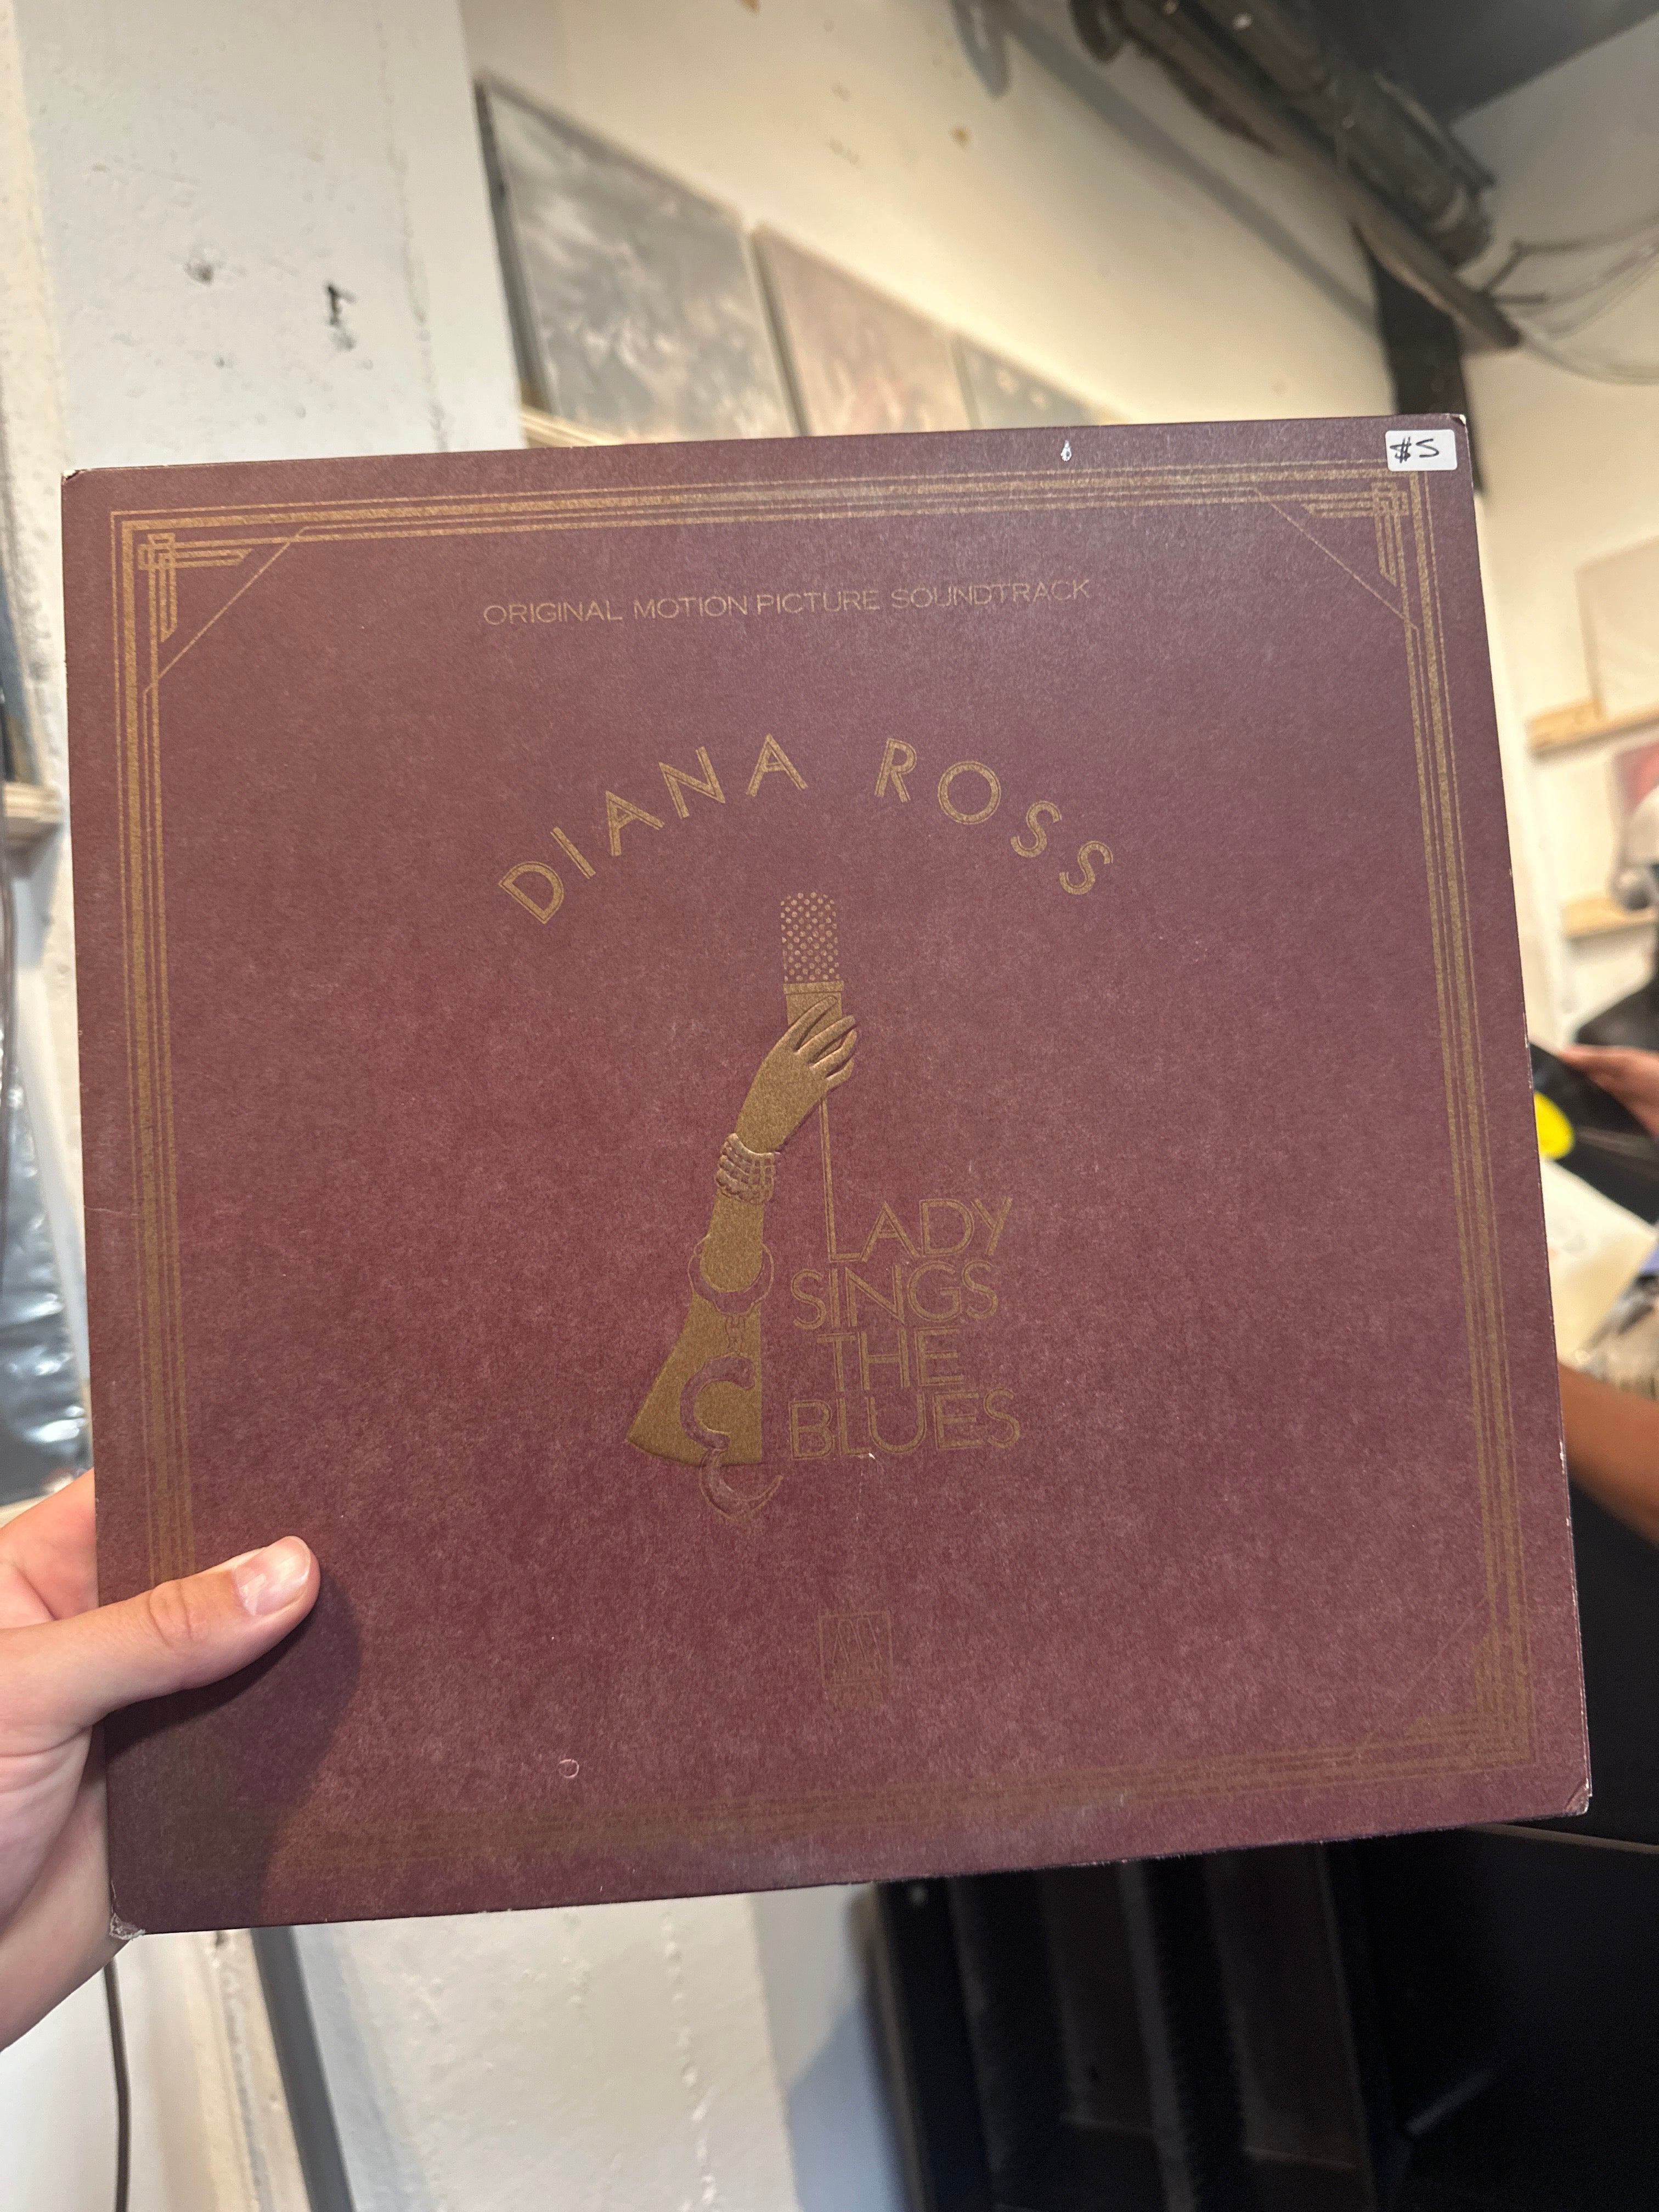 $5
ORIGINAL MOTION PICTURE SOUNDTRACK
DIANA ROSS
LADY
SINGS
THE
BLUES